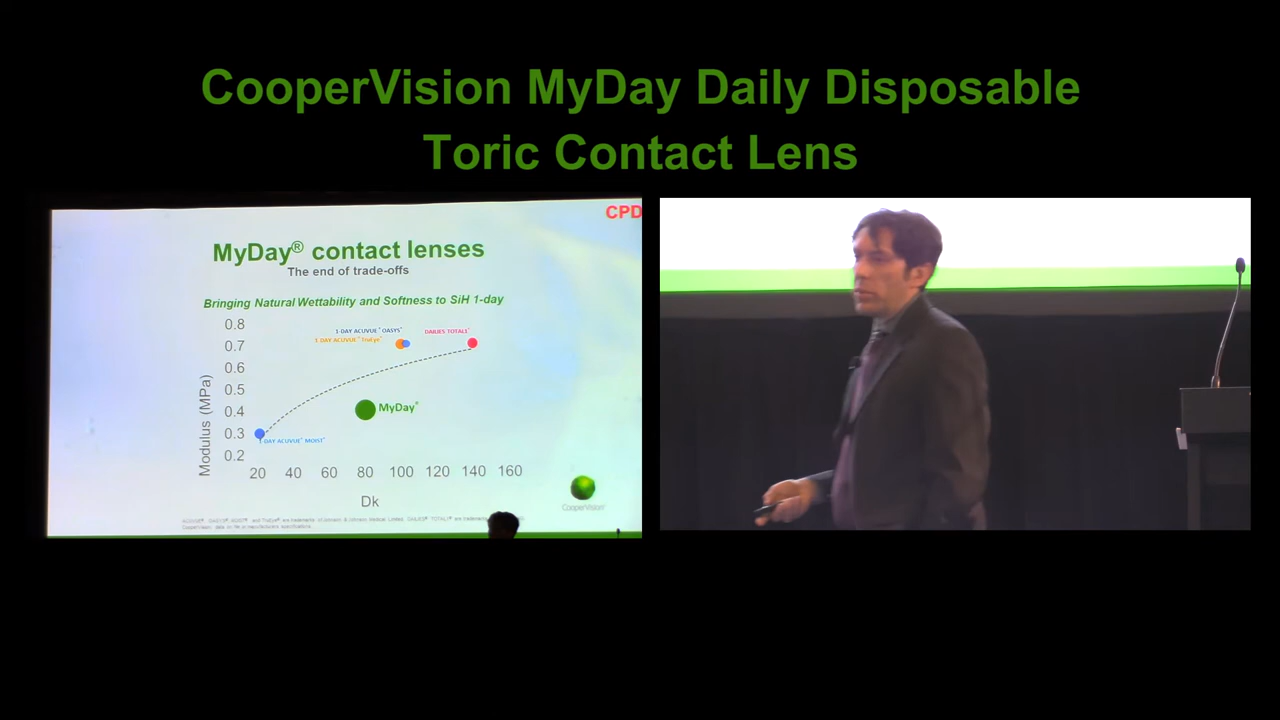 CooperVision MyDay Daily Disposable
Toric Contact Lens
CPD
MyDay® contact lenses
The end of trade-offs
Bringing Natural Wettability and Softness to SiH 1-day
0.8
0.7
0.6
0.5
0.4
0.3
0.2
Modulus (MPa)
1-DAY ACUVUE® OASYS®
1-DAY ACUVUE® TruEye®
DAILIES TOTAL1®
MyDay®
-DAY ACUVUE® MOIST®
20 40 60 80 100 120 140 160
Dk
CooperVision®